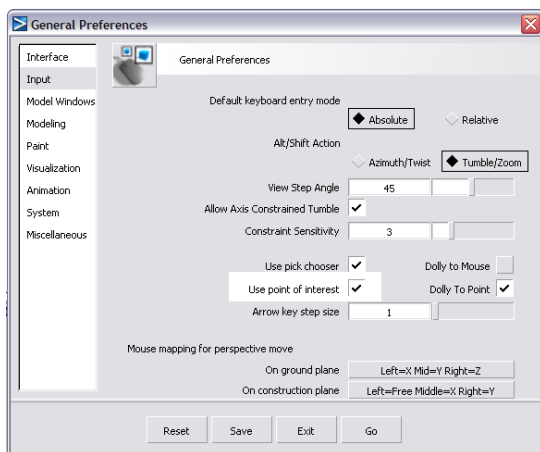 General Preferences
Interface
Input
Model Windows
Modeling
Paint
Visualization
Animation
System
Miscellaneous
General Preferences
Default keyboard entry mode
Absolute Relative
Alt/Shift Action
Azimuth/Twist Tumble/Zoom
View Step Angle 45
Allow Axis Constrained Tumble
Constraint Sensitivity 3
Use pick chooser Dolly to Mouse
Use point of interest Dolly To Point
Arrow key step size 1
Mouse mapping for perspective move
On ground plane Left=X Mid=Y Right=Z
On construction plane Left=Free Middle=X Right=Y
Reset Save Exit Go